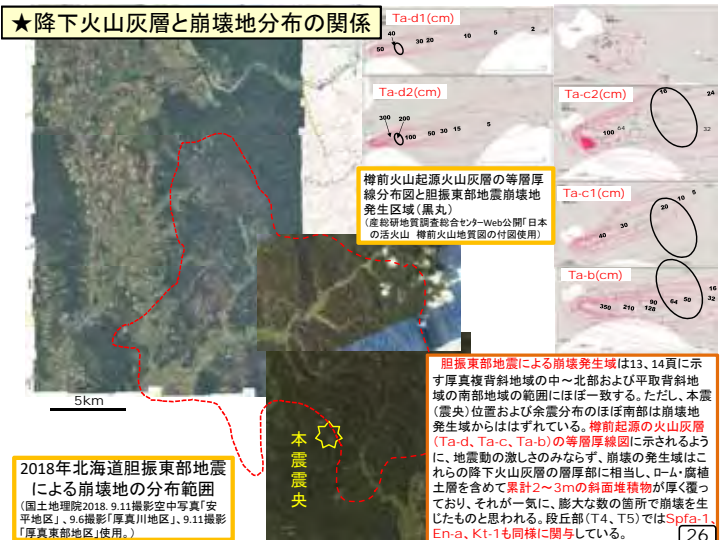 ★降下火山灰層と崩壊地分布の関係
Ta-d1(cm)
50
40
30 20
10
5
2
Ta-d2(cm)
300
200
100
50 30 15
5
樽前火山起源火山灰層の等層厚
線分布図と胆振東部地震崩壊地
発生区域(黒丸)
(産総研地質調査総合センターWeb公開「日本
の活火山 樽前火山地質図の付図使用)
Ta-c2(cm)
100
64
16
24
32
Ta-c1(cm)
40
30
20
10
5
Ta-b(cm)
350
210
128
90
64
50
32
16
5km
本震震央
2018年北海道胆振東部地震
による崩壊地の分布範囲
(国土地理院2018. 9.11撮影空中写真「安
平地区」、9.6撮影「厚真川地区」、9.11撮影
「厚真東部地区」使用。)
胆振東部地震による崩壊発生域は13、14頁に示
す厚真複背斜地域の中～北部および平取背斜地
域の南部地域の範囲にほぼ一致する。ただし、本震
(震央)位置および余震分布のほぼ南部は崩壊地
発生域からははずれている。樽前起源の火山灰層
(Ta-d、Ta-c、Ta-b)の等層厚線図に示されるよう
に、地震動の激しさのみならず、崩壊の発生はこ
れらの降下火山灰層の層厚部に相当し、ローム・腐植
土層を含めて累計2～3mの斜面堆積物が厚く覆っ
ており、それが一気に、膨大な数の箇所で崩壊を生
じたものと思われる。段丘部(T4、T5)ではSpfa-1、
En-a、Kt-1も同様に関与している。
26